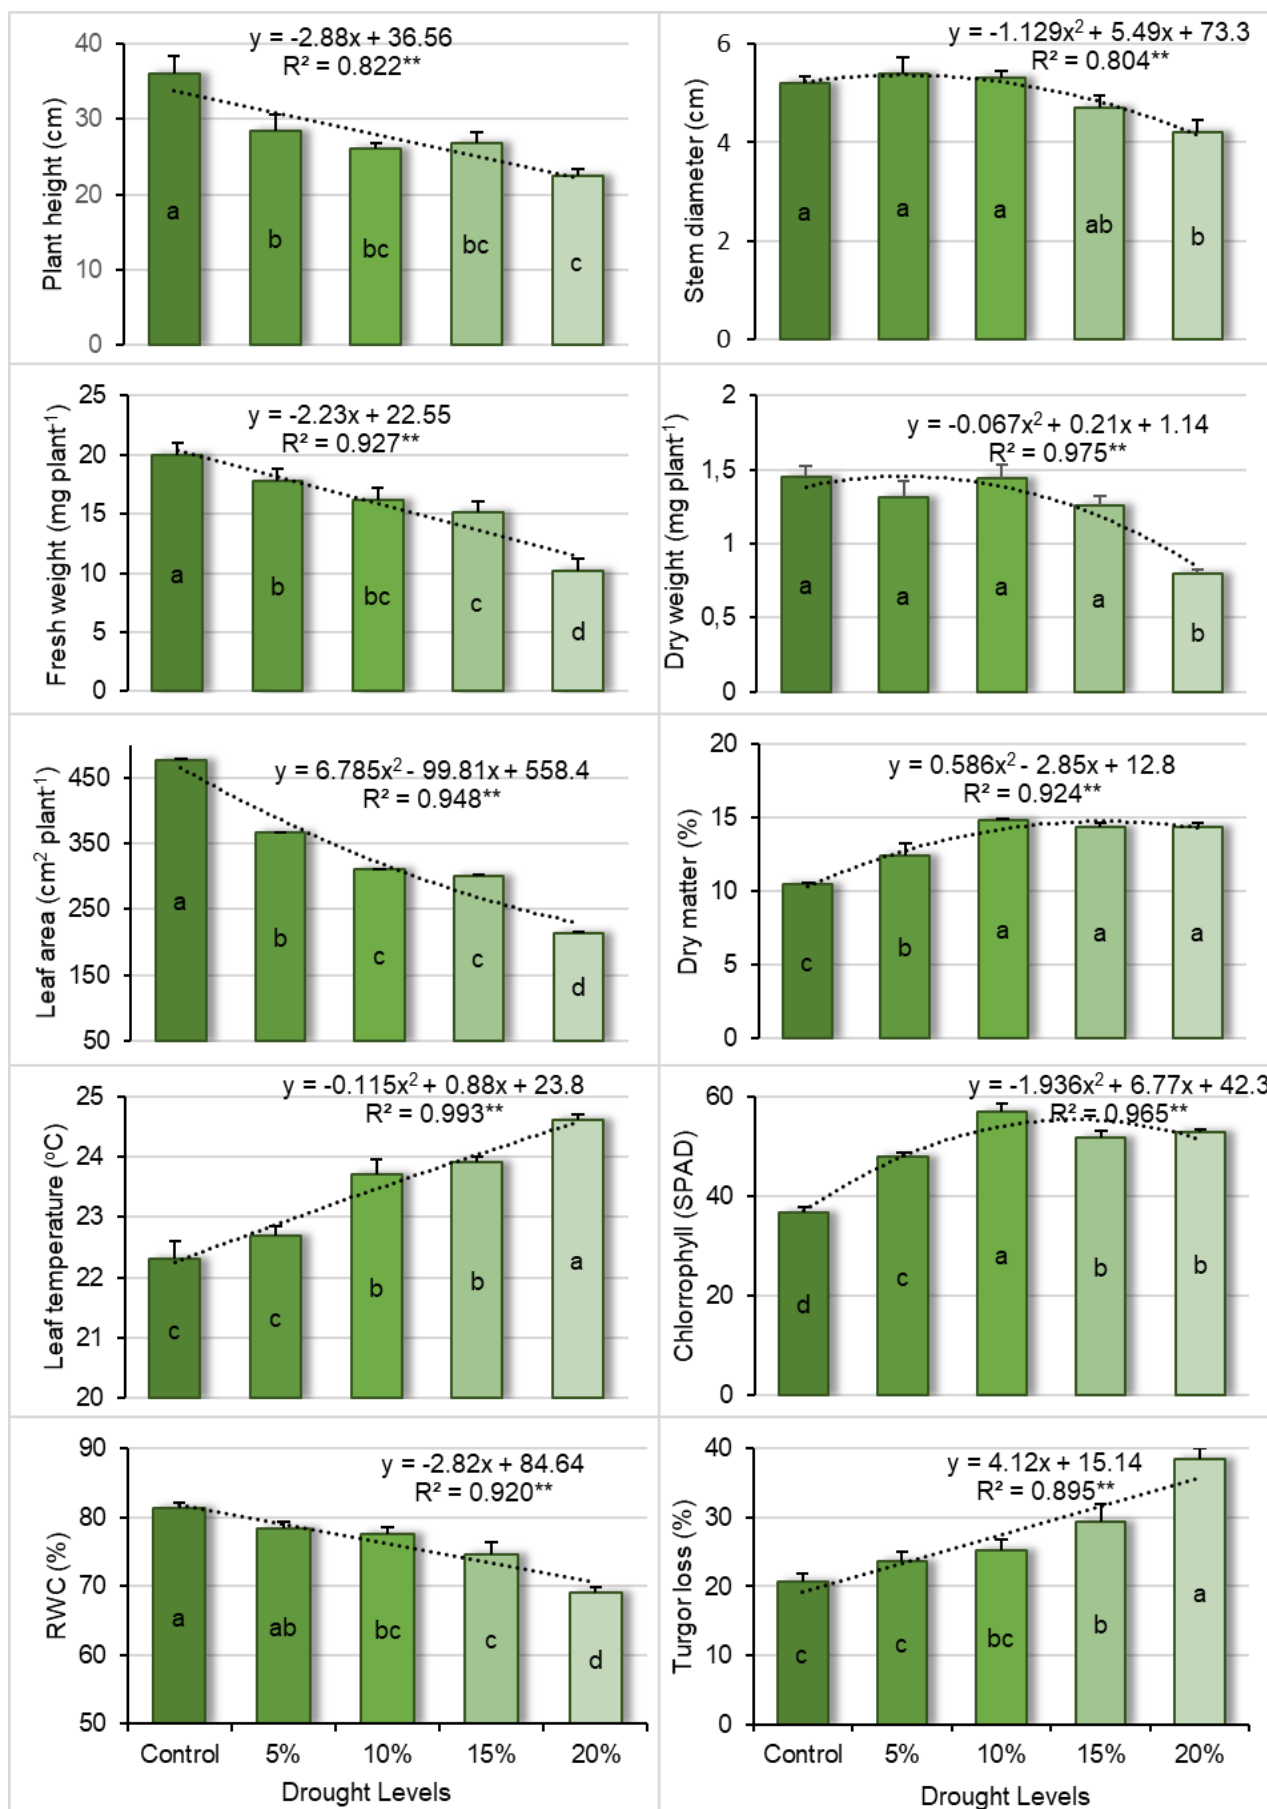 y = -2.88x + 36.56
R² = 0.822**
Plant height (cm)
40
30
20
10
0
a
b
bc
bc
c
y = -1.129x² + 5.49x + 73.3
R² = 0.804**
Stem diameter (cm)
6
4
2
0
a
a
a
ab
b
y = -2.23x + 22.55
R² = 0.927**
Fresh weight (mg plant⁻¹)
25
20
15
10
5
0
a
b
bc
c
d
y = -0.067x² + 0.21x + 1.14
R² = 0.975**
Dry weight (mg plant⁻¹)
2
1,5
1
0,5
0
a
a
a
a
b
y = 6.785x² - 99.81x + 558.4
R² = 0.948**
Leaf area (cm² plant⁻¹)
450
350
250
150
50
a
b
c
c
d
y = 0.586x² - 2.85x + 12.8
R² = 0.924**
Dry matter (%)
20
15
10
5
0
c
b
a
a
a
y = -0.115x² + 0.88x + 23.8
R² = 0.993**
Leaf temperature (ºC)
25
24
23
22
21
20
c
c
b
b
a
y = -1.936x² + 6.77x + 42.3
R² = 0.965**
Chlorrophyll (SPAD)
60
40
20
0
d
c
a
b
b
y = -2.82x + 84.64
R² = 0.920**
RWC (%)
90
80
70
60
50
a
ab
bc
c
d
Control 5% 10% 15% 20%
Drought Levels
y = 4.12x + 15.14
R² = 0.895**
Turgor loss (%)
40
30
20
10
0
c
c
bc
b
a
Control 5% 10% 15% 20%
Drought Levels